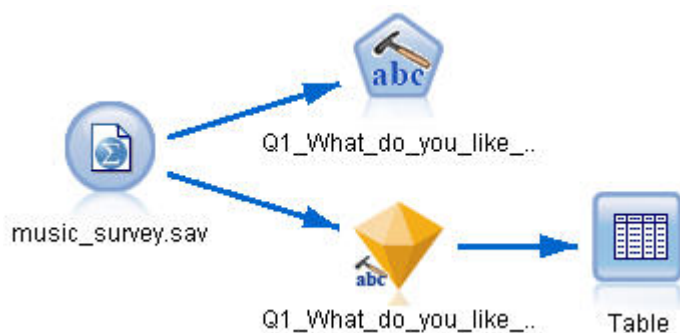 abc
Q1_What_do_you_like_..
music_survey.sav
abc
Q1_What_do_you_like_..
Table